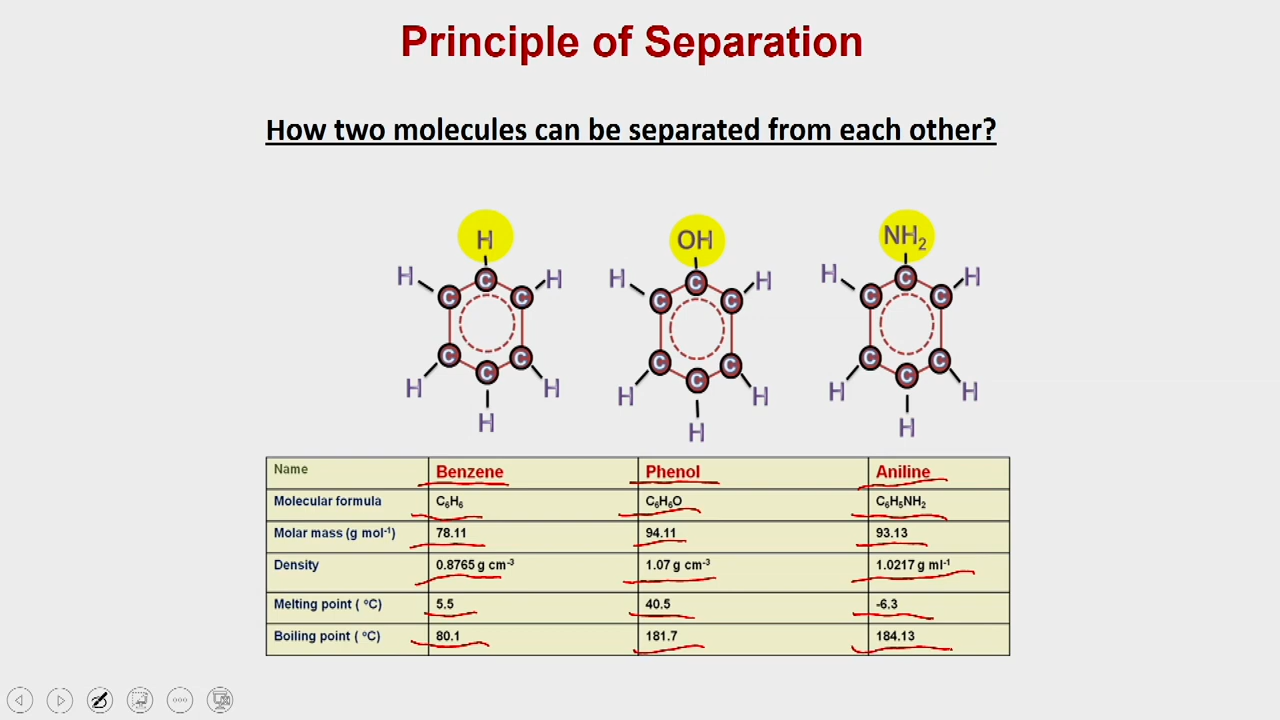 Principle of Separation
How two molecules can be separated from each other?
H OH NH₂
H H H H H H
C C C C C C C C C
C C C C C C C C C
H H H H H H
H H H
Name Benzene Phenol Aniline
Molecular formula C₆H₆ C₆H₆O C₆H₅NH₂
Molar mass (g mol⁻¹) 78.11 94.11 93.13
Density 0.8765 g cm⁻³ 1.07 g cm⁻³ 1.0217 g ml⁻¹
Melting point ( ⁰C) 5.5 40.5 -6.3
Boiling point ( ⁰C) 80.1 181.7 184.13